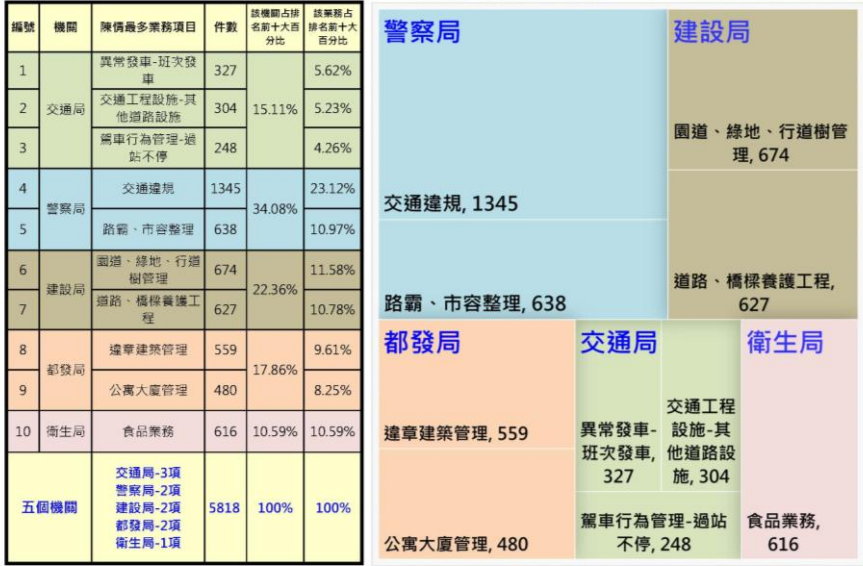 編號 機關 陳情最多業務項目 件數 該機關占排名前十大百分比 該業務占排名前十大百分比
1 交通局 異常發車-班次發車 327 15.11% 5.62%
2 交通工程設施-其他道路設施 304 5.23%
3 駕車行為管理-過站不停 248 4.26%
4 警察局 交通違規 1345 34.08% 23.12%
5 路霸、市容整理 638 10.97%
6 建設局 園道、綠地、行道樹管理 674 22.36% 11.58%
7 道路、橋樑養護工程 627 10.78%
8 都發局 違章建築管理 559 17.86% 9.61%
9 公寓大廈管理 480 8.25%
10 衛生局 食品業務 616 10.59% 10.59%
五個機關
交通局-3項
警察局-2項
建設局-2項
都發局-2項
衛生局-1項
5818 100% 100%
警察局
交通違規, 1345
路霸、市容整理, 638
建設局
園道、綠地、行道樹管
理, 674
道路、橋樑養護工程,
627
都發局
違章建築管理, 559
公寓大廈管理, 480
交通局
異常發車-
班次發車,
327
交通工程
設施-其
他道路設
施, 304
駕車行為管理-過站
不停, 248
衛生局
食品業務,
616